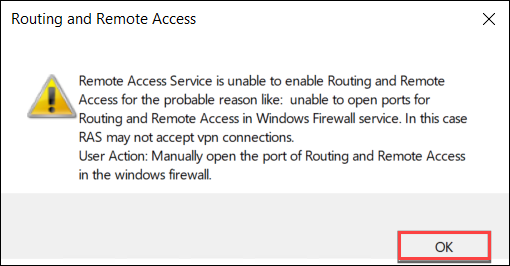 Routing and Remote Access
Remote Access Service is unable to enable Routing and Remote
Access for the probable reason like:  unable to open ports for
Routing and Remote Access in Windows Firewall service. In this case
RAS may not accept vpn connections.
User Action: Manually open the port of Routing and Remote Access
in the windows firewall.
OK